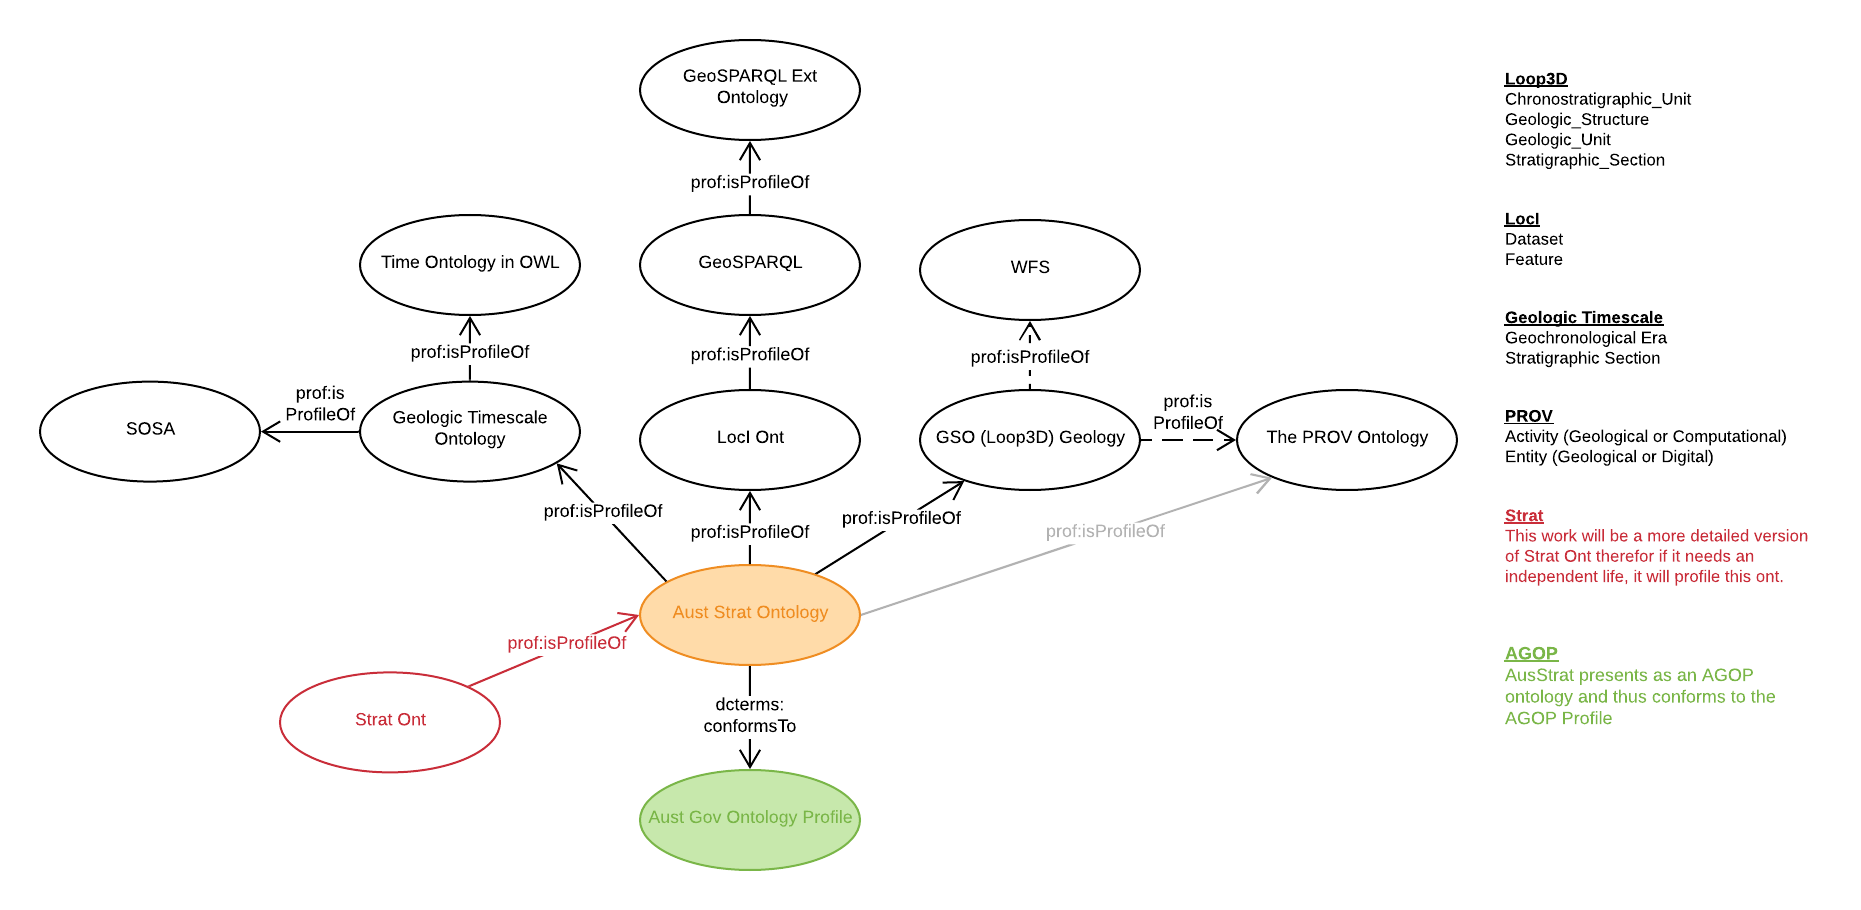 GeoSPARQL Ext
Ontology
prof:isProfileOf
Time Ontology in OWL
GeoSPARQL
WFS
prof:isProfileOf
prof:isProfileOf
prof:isProfileOf
SOSA
prof:is
ProfileOf
Geologic Timescale
Ontology
LocI Ont
GSO (Loop3D) Geology
prof:is
ProfileOf
The PROV Ontology
prof:isProfileOf
prof:isProfileOf
prof:isProfileOf
prof:isProfileOf
Aust Strat Ontology
prof:isProfileOf
Strat Ont
dcterms:
conformsTo
Aust Gov Ontology Profile
Loop3D
Chronostratigraphic_Unit
Geologic_Structure
Geologic_Unit
Stratigraphic_Section
LocI
Dataset
Feature
Geologic Timescale
Geochronological Era
Stratigraphic Section
PROV
Activity (Geological or Computational)
Entity (Geological or Digital)
Strat
This work will be a more detailed version
of Strat Ont therefor if it needs an
independent life, it will profile this ont.
AGOP
AusStrat presents as an AGOP
ontology and thus conforms to the
AGOP Profile